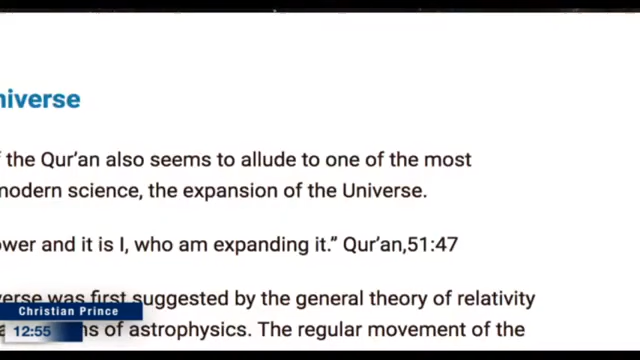 niverse
f the Qur’an also seems to allude to one of the most
modern science, the expansion of the Universe.
ower and it is I, who am expanding it.” Qur’an,51:47
verse was first suggested by the general theory of relativity
ns of astrophysics. The regular movement of the
Christian Prince
12:55